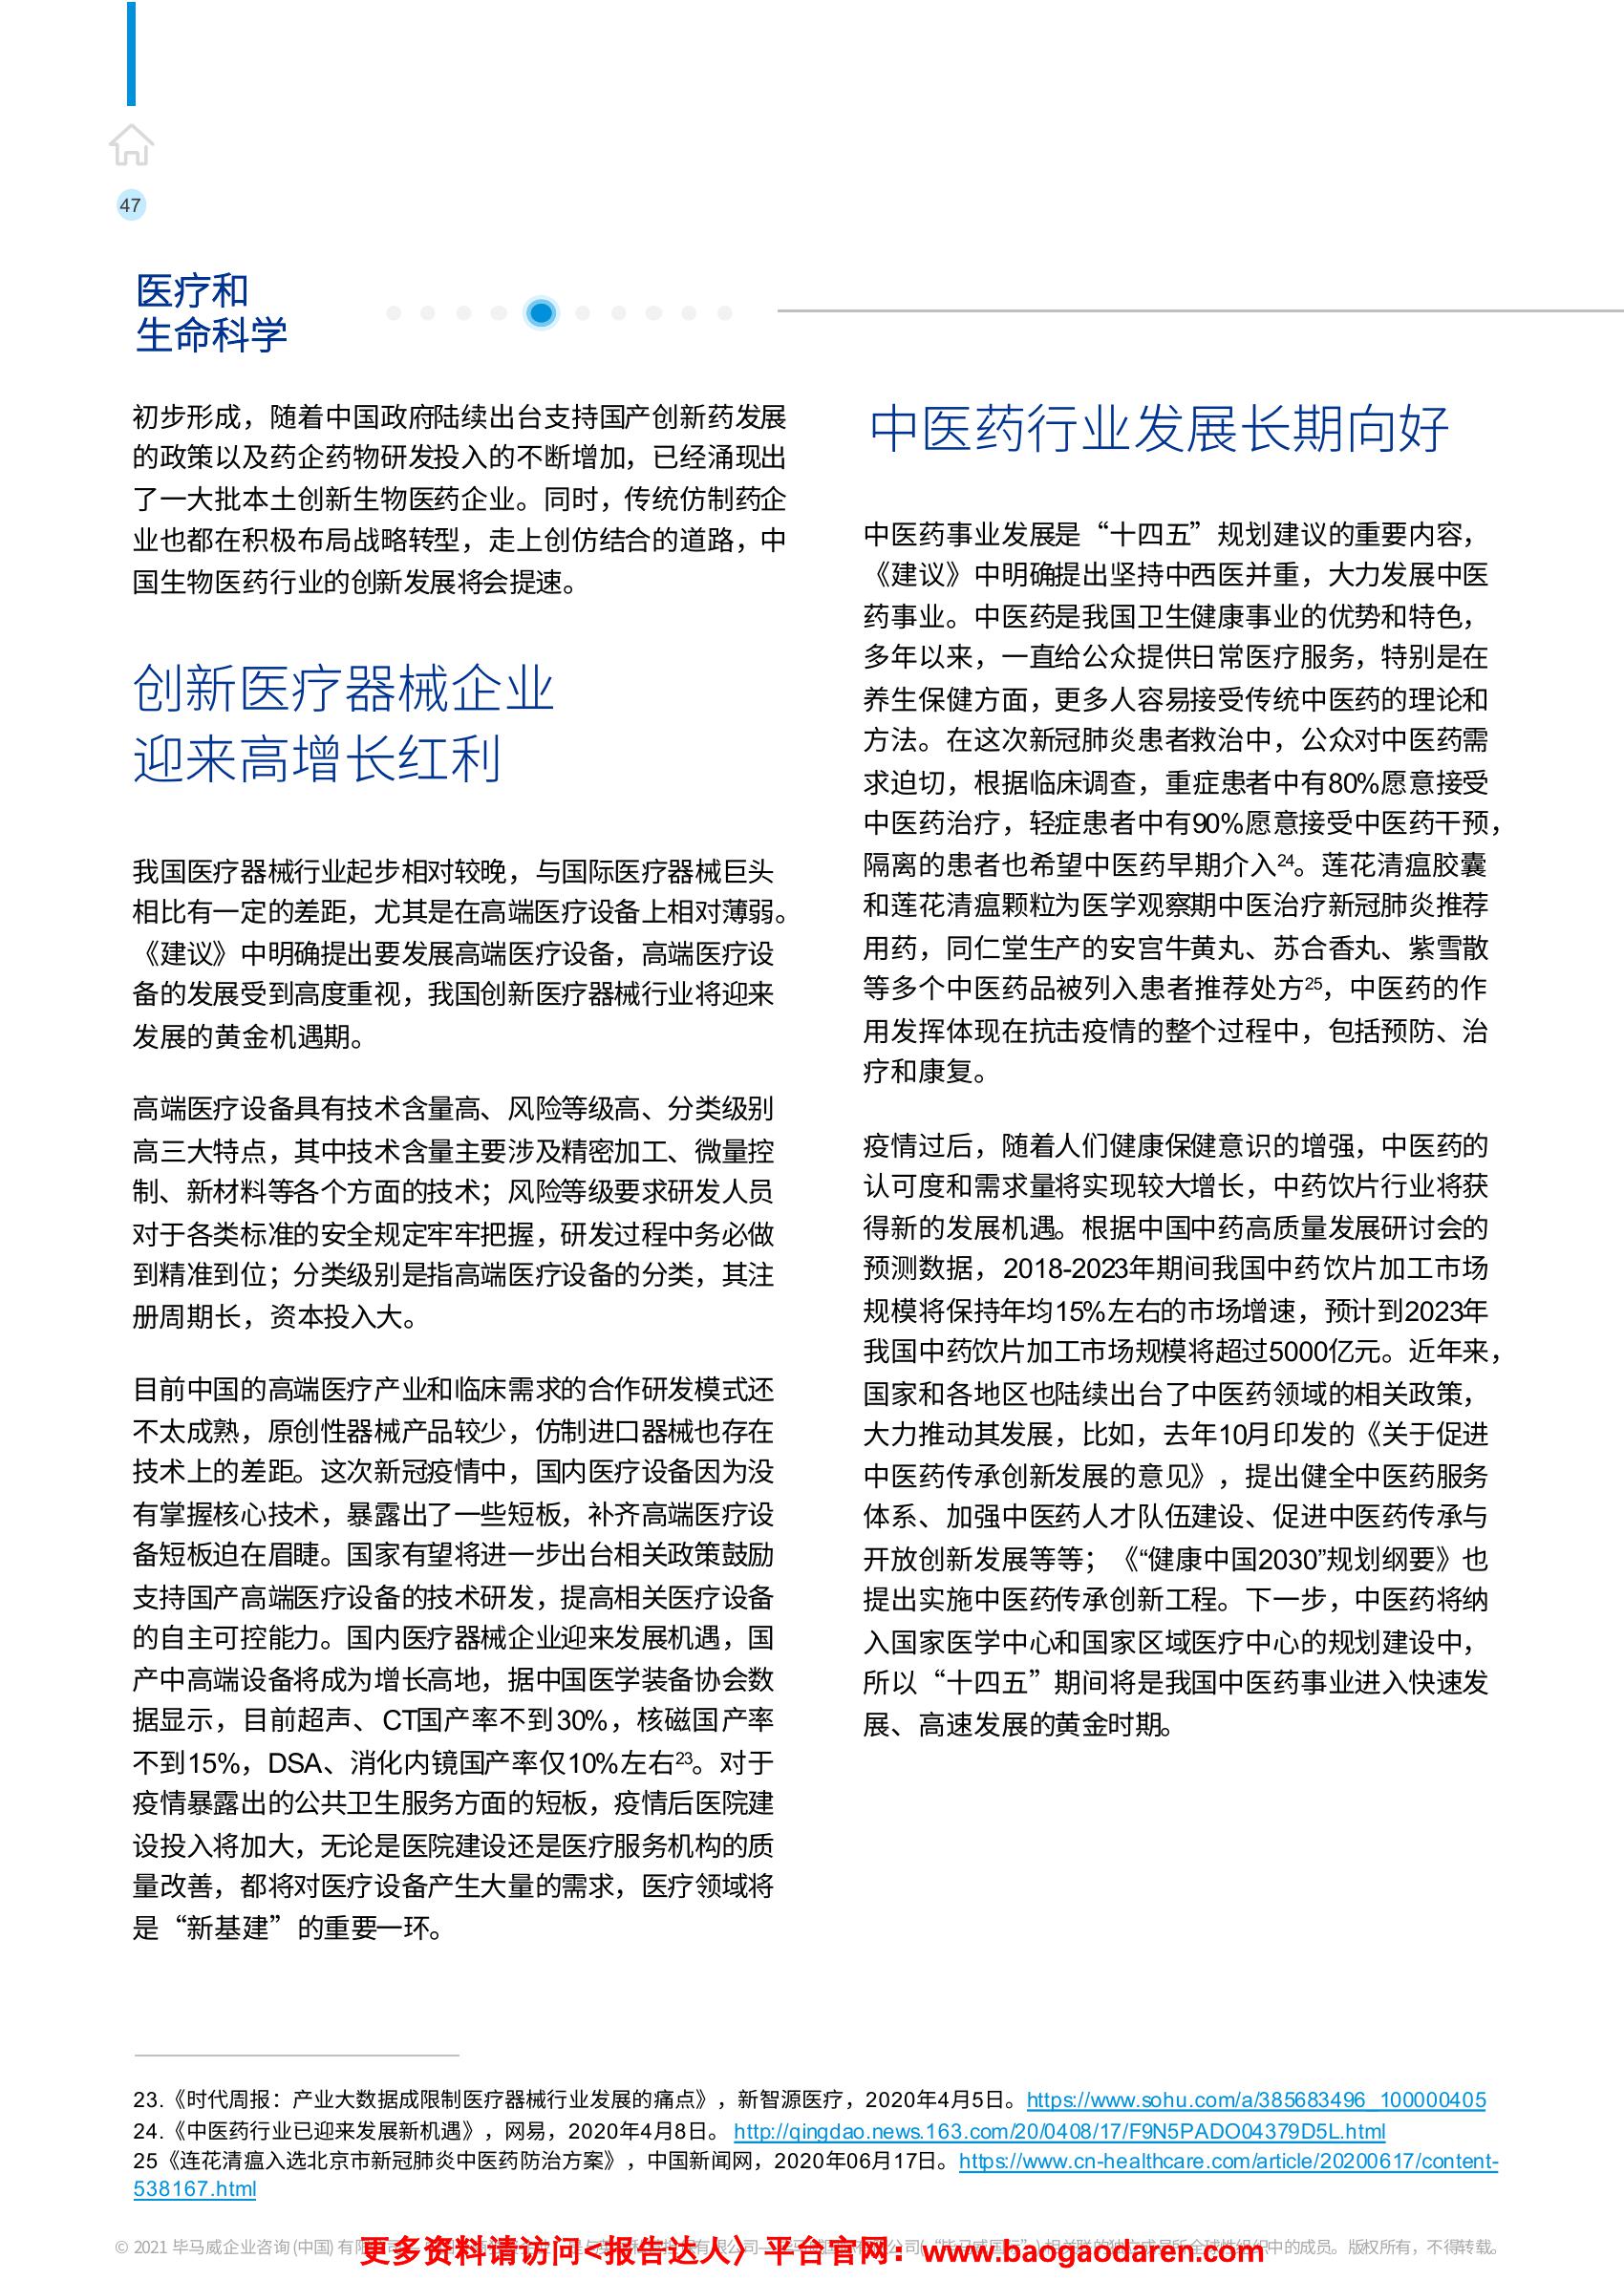 47
医疗和
生命科学
初步形成，随着中国政府陆续出台支持国产创新药发展
的政策以及药企药物研发投入的不断增加，已经涌现出
了一大批本土创新生物医药企业。同时，传统仿制药企
业也都在积极布局战略转型，走上创仿结合的道路，中
国生物医药行业的创新发展将会提速。
创新医疗器械企业
迎来高增长红利
我国医疗器械行业起步相对较晚，与国际医疗器械巨头
相比有一定的差距，尤其是在高端医疗设备上相对薄弱。
《建议》中明确提出要发展高端医疗设备，高端医疗设
备的发展受到高度重视，我国创新医疗器械行业将迎来
发展的黄金机遇期。
高端医疗设备具有技术含量高、风险等级高、分类级别
高三大特点，其中技术含量主要涉及精密加工、微量控
制、新材料等各个方面的技术；风险等级要求研发人员
对于各类标准的安全规定牢牢把握，研发过程中务必做
到精准到位；分类级别是指高端医疗设备的分类，其注
册周期长，资本投入大。
目前中国的高端医疗产业和临床需求的合作研发模式还
不太成熟，原创性器械产品较少，仿制进口器械也存在
技术上的差距。这次新冠疫情中，国内医疗设备因为没
有掌握核心技术，暴露出了一些短板，补齐高端医疗设
备短板迫在眉睫。国家有望将进一步出台相关政策鼓励
支持国产高端医疗设备的技术研发，提高相关医疗设备
的自主可控能力。国内医疗器械企业迎来发展机遇，国
产中高端设备将成为增长高地，据中国医学装备协会数
据显示，目前超声、CT国产率不到30%，核磁国产率
不到15%，DSA、消化内镜国产率仅10%左右23。对于
疫情暴露出的公共卫生服务方面的短板，疫情后医院建
设投入将加大，无论是医院建设还是医疗服务机构的质
量改善，都将对医疗设备产生大量的需求，医疗领域将
是“新基建”的重要一环。
中医药行业发展长期向好
中医药事业发展是“十四五”规划建议的重要内容，
《建议》中明确提出坚持中西医并重，大力发展中医
药事业。中医药是我国卫生健康事业的优势和特色，
多年以来，一直给公众提供日常医疗服务，特别是在
养生保健方面，更多人容易接受传统中医药的理论和
方法。在这次新冠肺炎患者救治中，公众对中医药需
求迫切，根据临床调查，重症患者中有80%愿意接受
中医药治疗，轻症患者中有90%愿意接受中医药干预，
隔离的患者也希望中医药早期介入24。莲花清瘟胶囊
和莲花清瘟颗粒为医学观察期中医治疗新冠肺炎推荐
用药，同仁堂生产的安宫牛黄丸、苏合香丸、紫雪散
等多个中医药品被列入患者推荐处方25，中医药的作
用发挥体现在抗击疫情的整个过程中，包括预防、治
疗和康复。
疫情过后，随着人们健康保健意识的增强，中医药的
认可度和需求量将实现较大增长，中药饮片行业将获
得新的发展机遇。根据中国中药高质量发展研讨会的
预测数据，2018-2023年期间我国中药饮片加工市场
规模将保持年均15%左右的市场增速，预计到2023年
我国中药饮片加工市场规模将超过5000亿元。近年来，
国家和各地区也陆续出台了中医药领域的相关政策，
大力推动其发展，比如，去年10月印发的《关于促进
中医药传承创新发展的意见》，提出健全中医药服务
体系、加强中医药人才队伍建设、促进中医药传承与
开放创新发展等等；《“健康中国2030”规划纲要》也
提出实施中医药传承创新工程。下一步，中医药将纳
入国家医学中心和国家区域医疗中心的规划建设中，
所以“十四五”期间将是我国中医药事业进入快速发
展、高速发展的黄金时期。
23.《时代周报：产业大数据成限制医疗器械行业发展的痛点》，新智源医疗，2020年4月5日。https://www.sohu.com/a/385683496_100000405
24.《中医药行业已迎来发展新机遇》，网易，2020年4月8日。 http://qingdao.news.163.com/20/0408/17/F9N5PADO04379D5L.html
25《连花清瘟入选北京市新冠肺炎中医药防治方案》，中国新闻网，2020年06月17日。https://www.cn-healthcare.com/article/20200617/content-
538167.html
© 2021 毕马威企业咨询 (中国) 有限 中的成员。版权所有，不得转载。
更多资料请访问<报告达人〉平台官网：www.baogaodaren.com